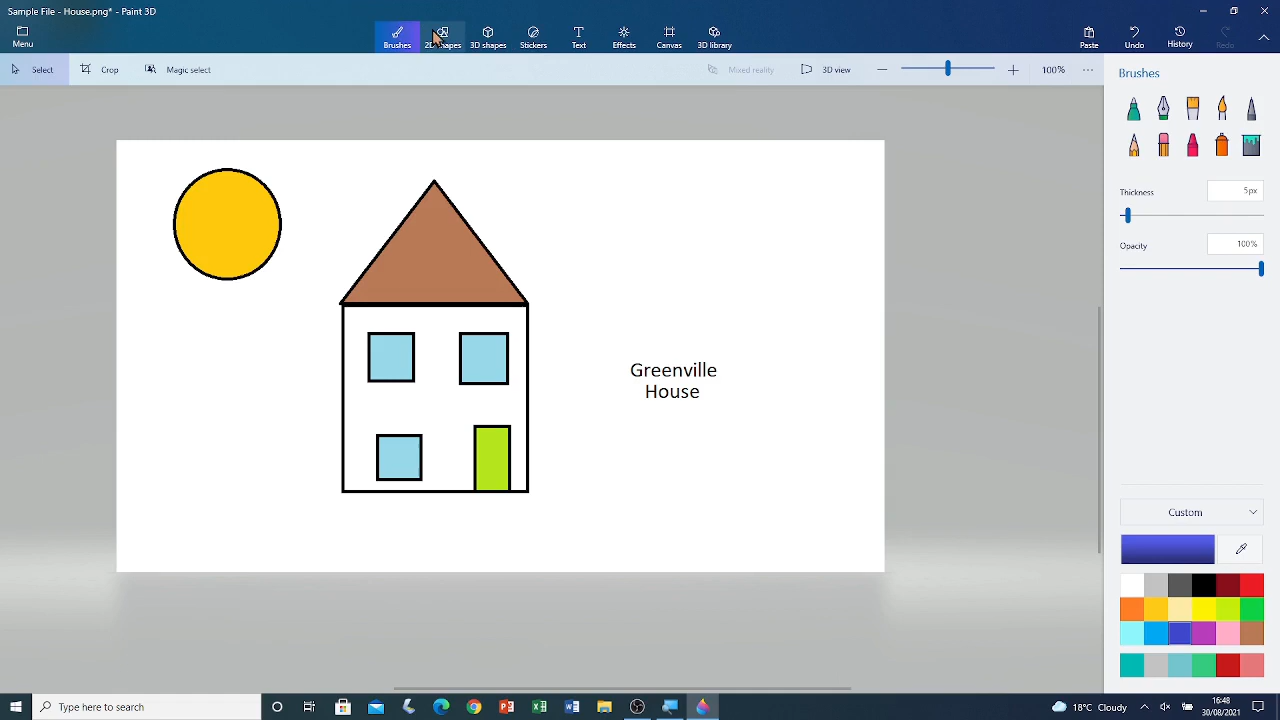 Sample File - House.png* - Paint 3D
Menu
Brushes
2D shapes
3D shapes
Stickers
Text
Effects
Canvas
3D library
Paste
Undo
History
Redo
Select
Crop
Magic select
Mixed reality
3D view
100%
Brushes
Thickness
5px
Opacity
100%
Greenville
House
Custom
Type here to search
18°C Cloudy
16:48
30/08/2021